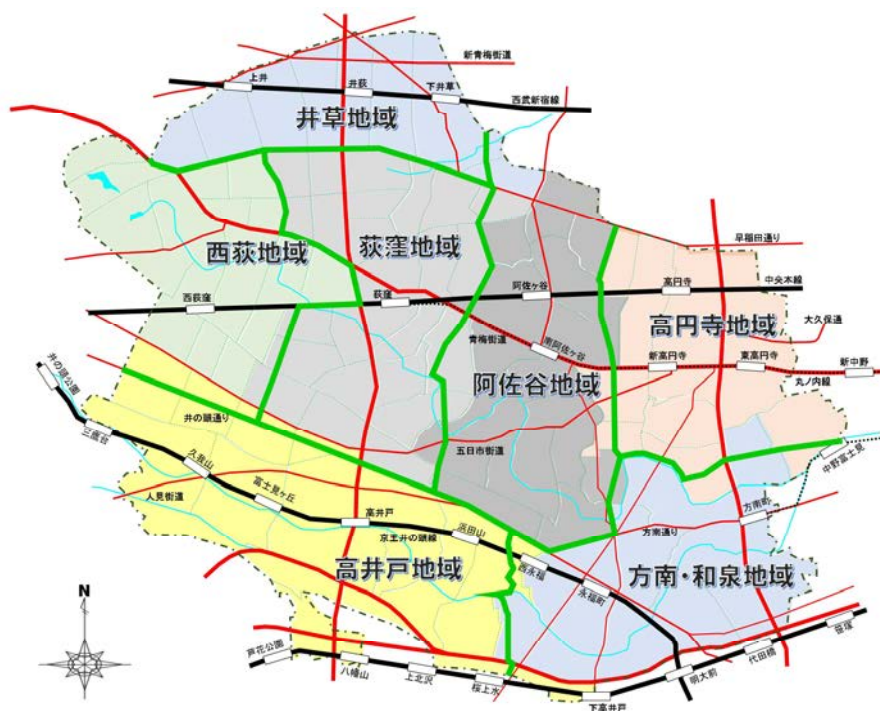 新青梅街道
上井
井荻
下井草
西武新宿線
井草地域
早稲田通り
西荻地域
荻窪地域
中央本線
西荻窪
荻窪
阿佐ヶ谷
高円寺
大久保通
高円寺地域
青梅街道
南阿佐ヶ谷
新高円寺
東高円寺
新中野
丸ノ内線
井の頭公園
阿佐谷地域
三鷹台
井の頭通り
五日市街道
久我山
中野富士見
人見街道
富士見ヶ丘
高井戸
浜田山
方南町
方南通り
京王井の頭線
西永福
高井戸地域
永福町
方南・和泉地域
N
芦花公園
八幡山
上北沢
桜上水
下高井戸
明大前
代田橋
笹塚